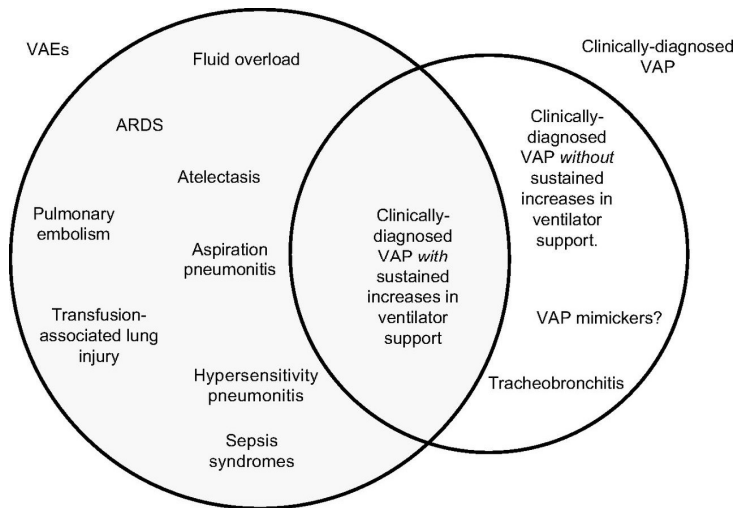 VAEs
Fluid overload
ARDS
Atelectasis
Pulmonary
embolism
Aspiration
pneumonitis
Transfusion-
associated lung
injury
Hypersensitivity
pneumonitis
Sepsis
syndromes
Clinically-
diagnosed
VAP with
sustained
increases in
ventilator
support
Clinically-diagnosed
VAP
Clinically-
diagnosed
VAP without
sustained
increases in
ventilator
support.
VAP mimickers?
Tracheobronchitis